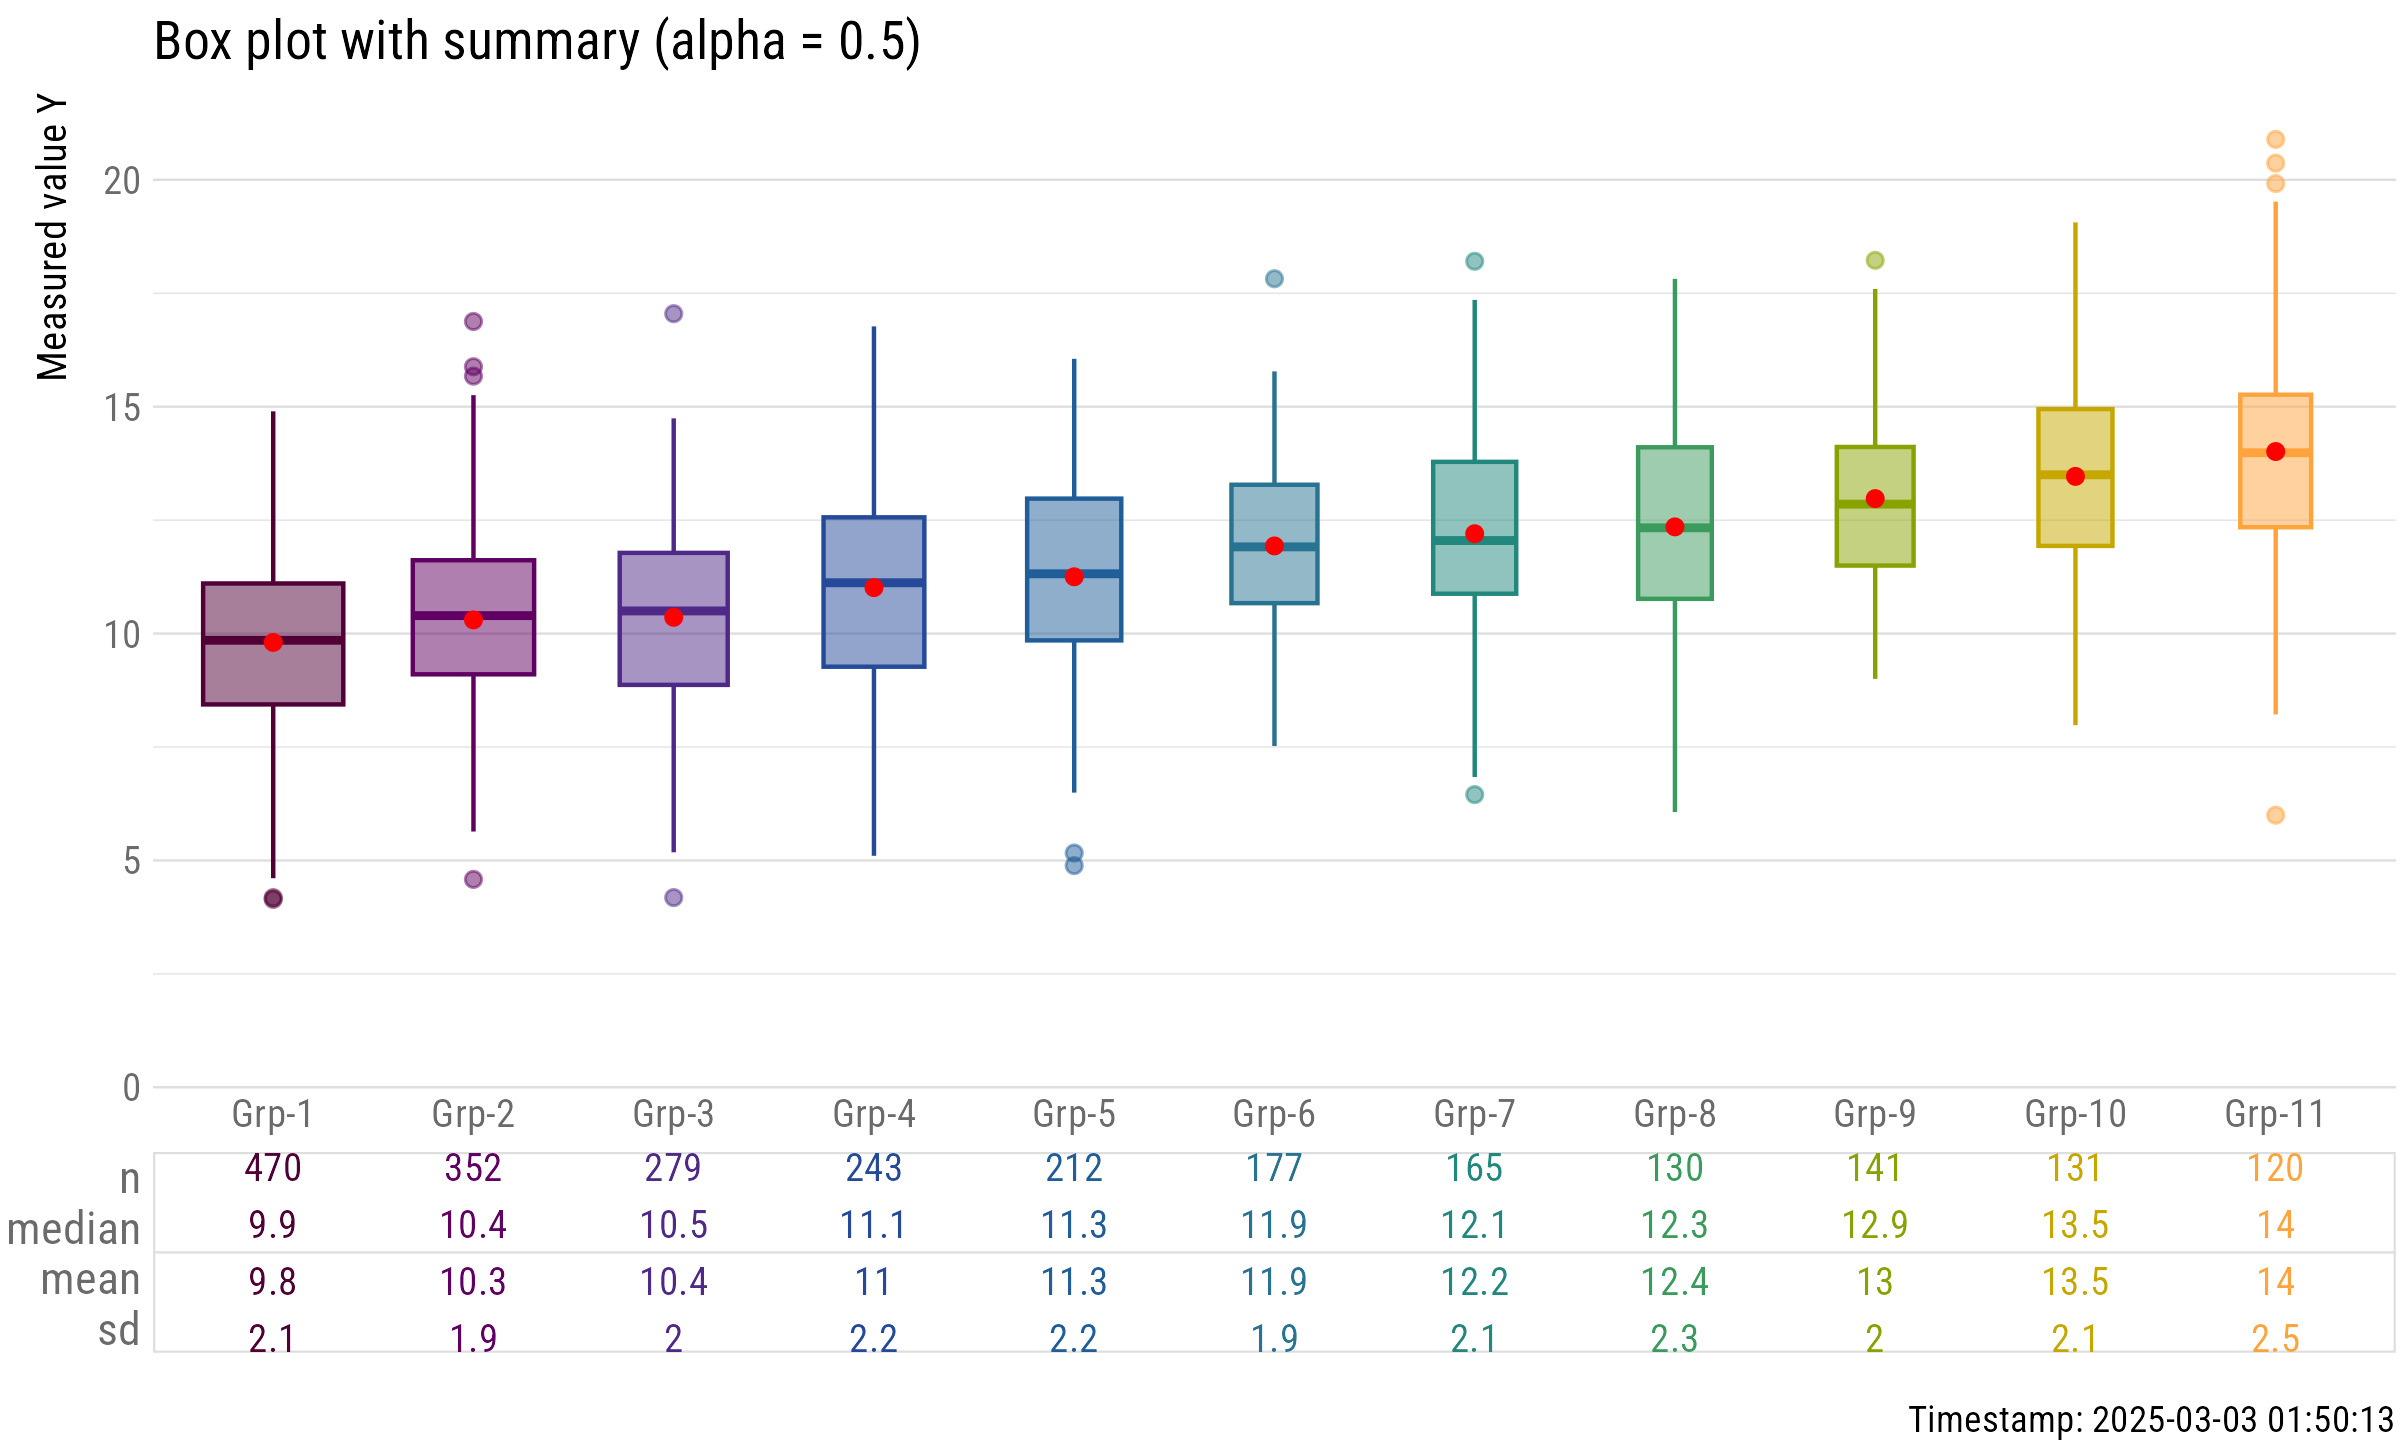 Box plot with summary (alpha = 0.5)
Measured value Y
20
15
10
5
0
Grp-1 Grp-2 Grp-3 Grp-4 Grp-5 Grp-6 Grp-7 Grp-8 Grp-9 Grp-10 Grp-11
n 470 352 279 243 212 177 165 130 141 131 120
median 9.9 10.4 10.5 11.1 11.3 11.9 12.1 12.3 12.9 13.5 14
mean 9.8 10.3 10.4 11 11.3 11.9 12.2 12.4 13 13.5 14
sd 2.1 1.9 2 2.2 2.2 1.9 2.1 2.3 2 2.1 2.5
Timestamp: 2025-03-03 01:50:13